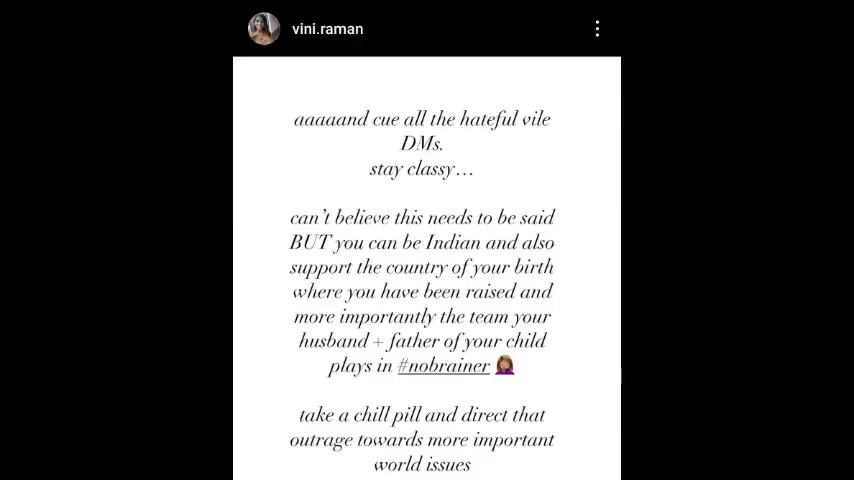 vini.raman
aaaaand cue all the hateful vile
DMs.
stay classy...
can't believe this needs to be said
BUT you can be Indian and also
support the country of your birth
where you have been raised and
more importantly the team your
husband + father of your child
plays in #nobrainer 🤦🏽‍♀️
take a chill pill and direct that
outrage towards more important
world issues